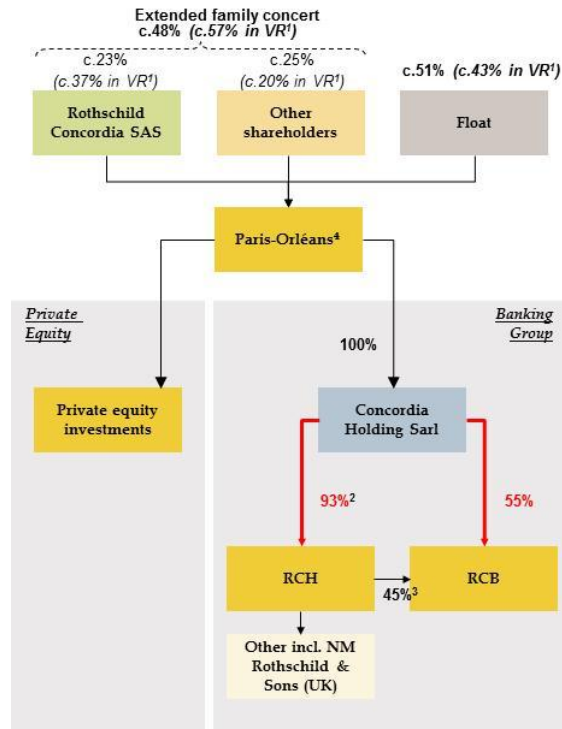 Extended family concert
c.48% (c.57% in VR¹)
c.23%
(c.37% in VR¹)
c.25%
(c.20% in VR¹)
c.51% (c.43% in VR¹)
Rothschild
Concordia SAS
Other
shareholders
Float
Paris-Orléans⁴
Private
Equity
Banking
Group
100%
Private equity
investments
Concordia
Holding Sarl
93%²
55%
RCH
45%³
RCB
Other incl. NM
Rothschild &
Sons (UK)